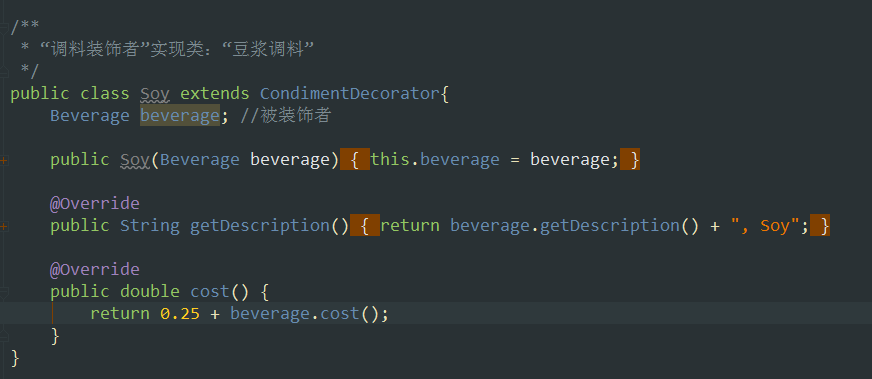 /**
 * “调料装饰者”实现类：“豆浆调料”
 */
public class Soy extends CondimentDecorator{
    Beverage beverage; //被装饰者
    public Soy(Beverage beverage) { this.beverage = beverage; }
    @Override
    public String getDescription() { return beverage.getDescription() + ", Soy"; }
    @Override
    public double cost() {
        return 0.25 + beverage.cost();
    }
}